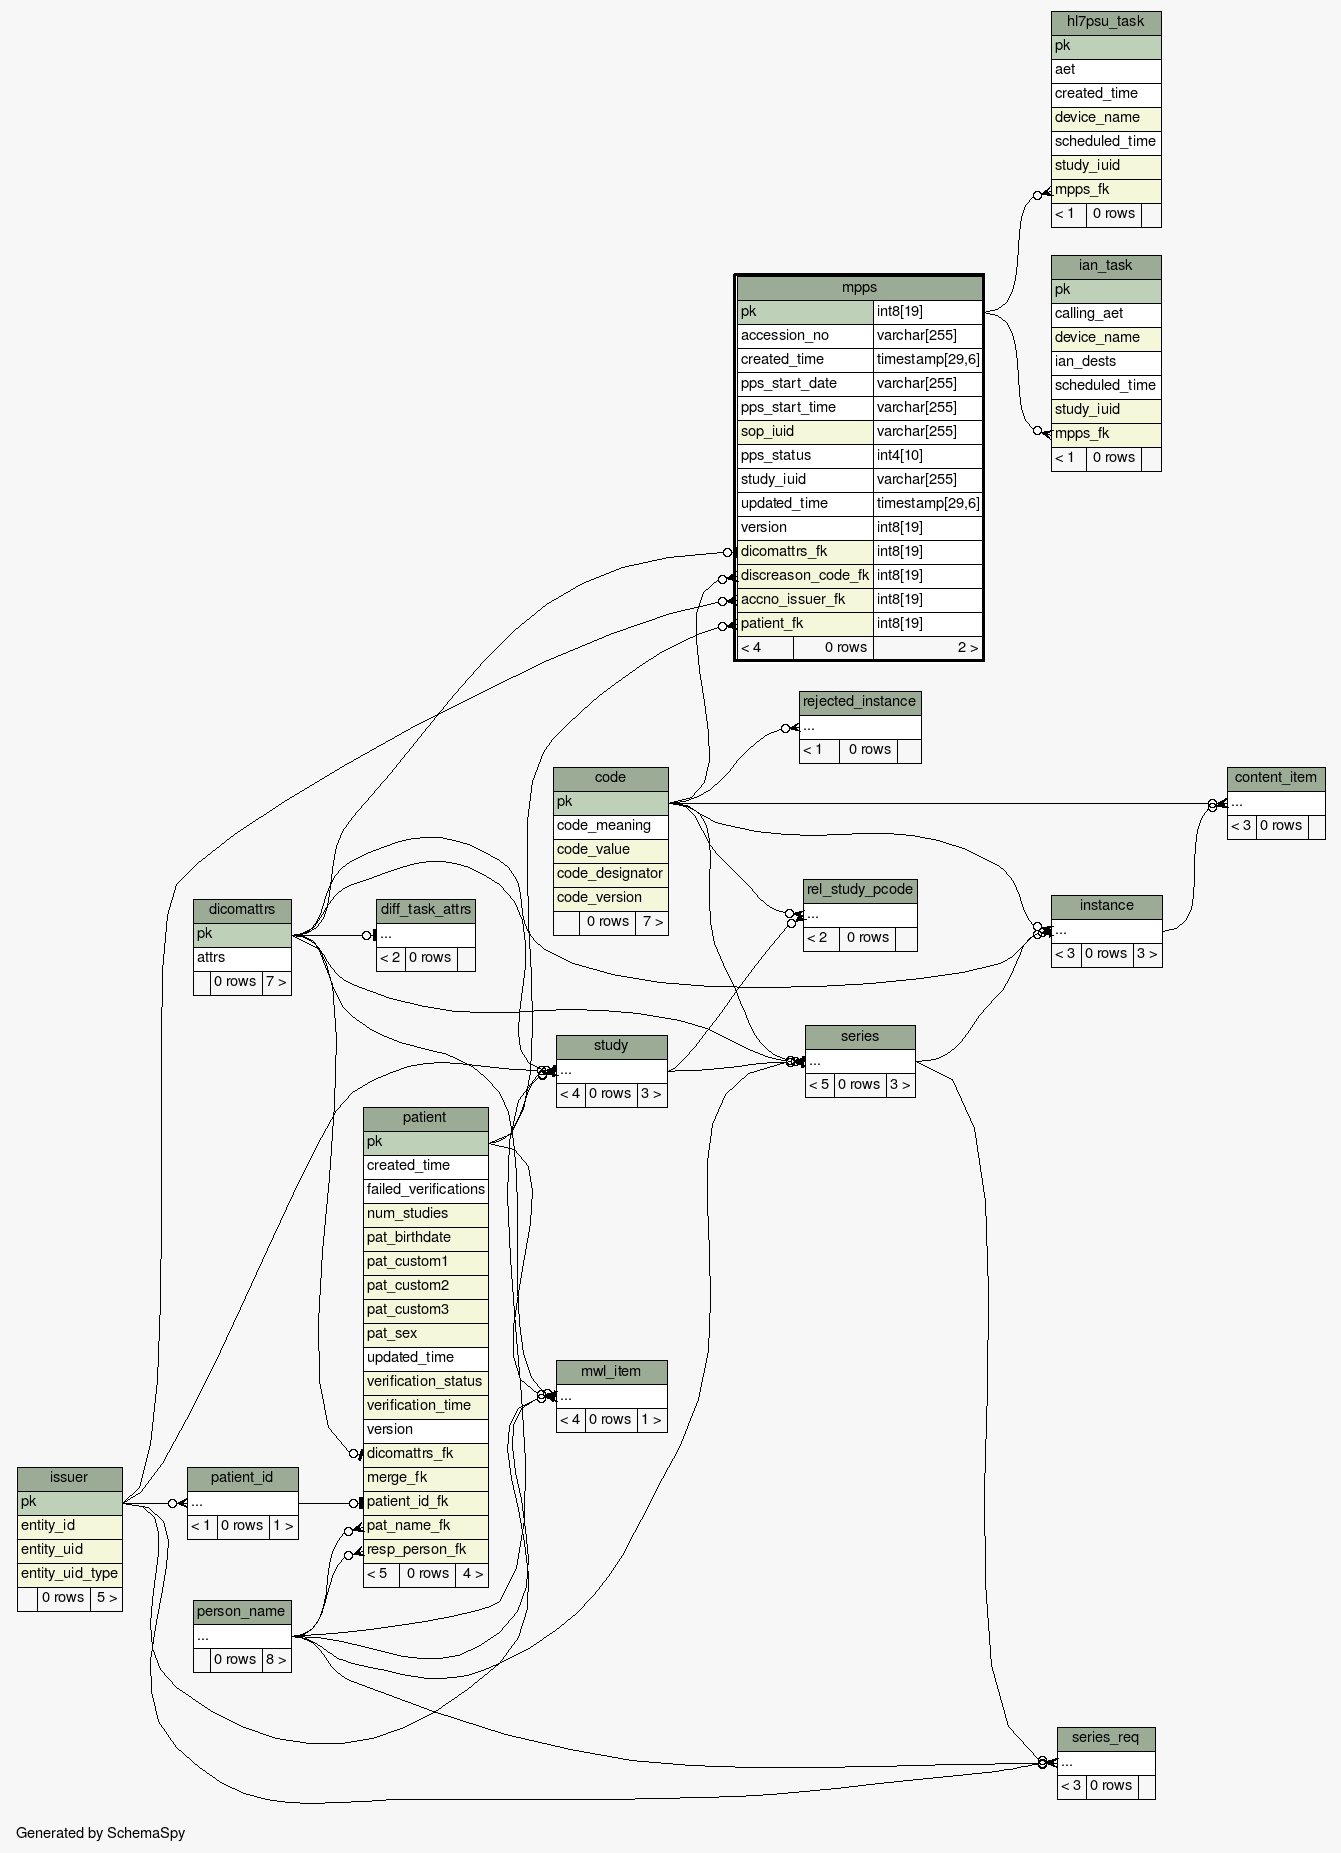 hl7psu_task
pk
aet
created_time
device_name
scheduled_time
study_iuid
mpps_fk
< 1 0 rows
ian_task
pk
calling_aet
device_name
ian_dests
scheduled_time
study_iuid
mpps_fk
< 1 0 rows
mpps
pk int8[19]
accession_no varchar[255]
created_time timestamp[29,6]
pps_start_date varchar[255]
pps_start_time varchar[255]
sop_iuid varchar[255]
pps_status int4[10]
study_iuid varchar[255]
updated_time timestamp[29,6]
version int8[19]
dicomattrs_fk int8[19]
discreason_code_fk int8[19]
accno_issuer_fk int8[19]
patient_fk int8[19]
< 4 0 rows 2 >
rejected_instance
...
< 1 0 rows
code
pk
code_meaning
code_value
code_designator
code_version
0 rows 7 >
content_item
...
< 3 0 rows
dicomattrs
pk
attrs
0 rows 7 >
diff_task_attrs
...
< 2 0 rows
rel_study_pcode
...
< 2 0 rows
instance
...
< 3 0 rows 3 >
study
...
< 4 0 rows 3 >
series
...
< 5 0 rows 3 >
patient
pk
created_time
failed_verifications
num_studies
pat_birthdate
pat_custom1
pat_custom2
pat_custom3
pat_sex
updated_time
verification_status
verification_time
version
dicomattrs_fk
merge_fk
patient_id_fk
pat_name_fk
resp_person_fk
< 5 0 rows 4 >
mwl_item
...
< 4 0 rows 1 >
issuer
pk
entity_id
entity_uid
entity_uid_type
0 rows 5 >
patient_id
...
< 1 0 rows 1 >
person_name
...
0 rows 8 >
series_req
...
< 3 0 rows
Generated by SchemaSpy